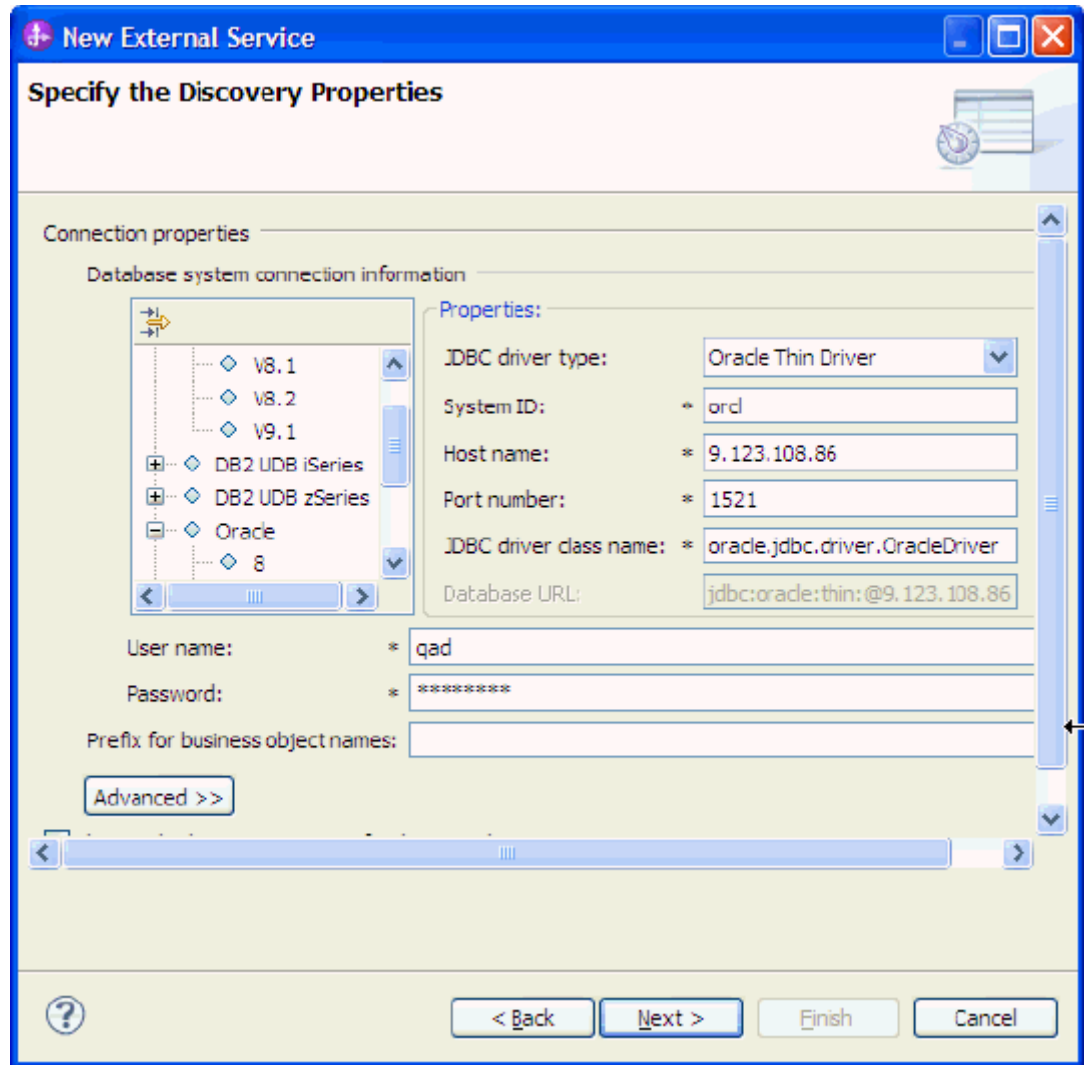 New External Service
Specify the Discovery Properties
Connection properties
Database system connection information
Properties:
V8.1
V8.2
V9.1
DB2 UDB iSeries
DB2 UDB zSeries
Oracle
8
JDBC driver type: Oracle Thin Driver
System ID: * orcl
Host name: * 9.123.108.86
Port number: * 1521
JDBC driver class name: * oracle.jdbc.driver.OracleDriver
Database URL: jdbc:oracle:thin:@9.123.108.86
User name: * qad
Password: * ********
Prefix for business object names:
Advanced >>
< Back
Next >
Finish
Cancel